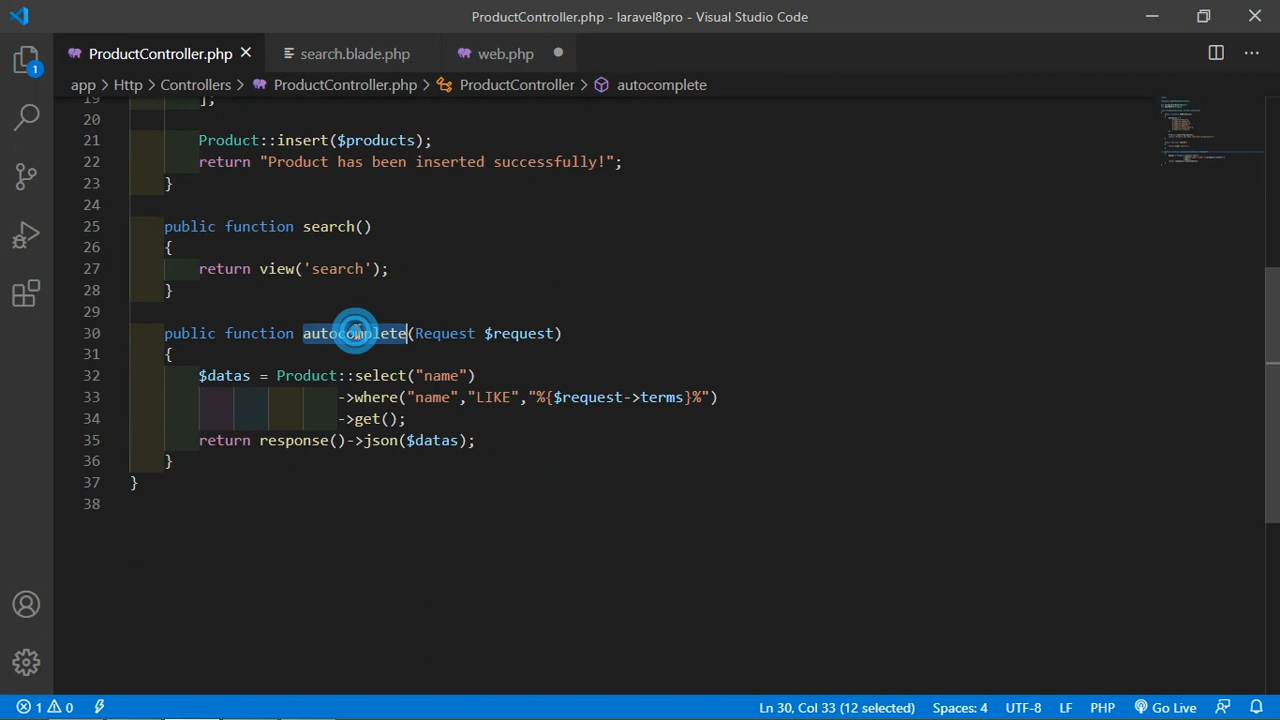 ProductController.php - laravel8pro - Visual Studio Code
ProductController.php search.blade.php web.php
app > Http > Controllers > ProductController.php > ProductController > autocomplete
1
19 ];
20
21 Product::insert($products);
22 return "Product has been inserted successfully!";
23 }
24
25 public function search()
26 {
27 return view('search');
28 }
29
30 public function autocomplete(Request $request)
31 {
32 $datas = Product::select("name")
33 ->where("name","LIKE","%{$request->terms}%")
34 ->get();
35 return response()->json($datas);
36 }
37 }
38
1 0 Ln 30, Col 33 (12 selected) Spaces: 4 UTF-8 LF PHP Go Live